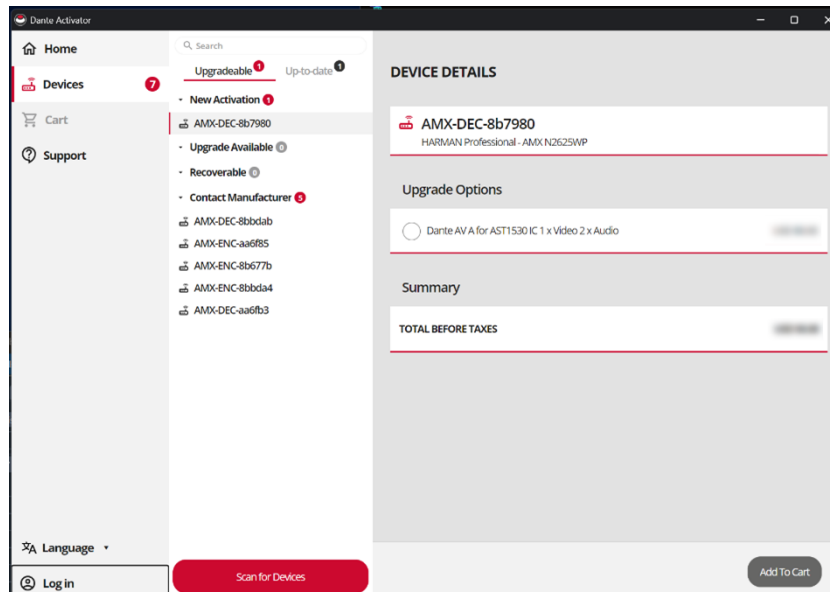 Dante Activator
Home
Devices 7
Cart
Support
Language
Log in
Search
Upgradeable 1 Up-to-date 1
New Activation 1
AMX-DEC-8b7980
Upgrade Available 0
Recoverable 0
Contact Manufacturer 5
AMX-DEC-8bbdab
AMX-ENC-aa6f85
AMX-ENC-8b677b
AMX-ENC-8bbda4
AMX-DEC-aa6fb3
Scan for Devices
DEVICE DETAILS
AMX-DEC-8b7980
HARMAN Professional - AMX N2625WP
Upgrade Options
Dante AV A for AST1530 IC 1 x Video 2 x Audio
Summary
TOTAL BEFORE TAXES
Add To Cart